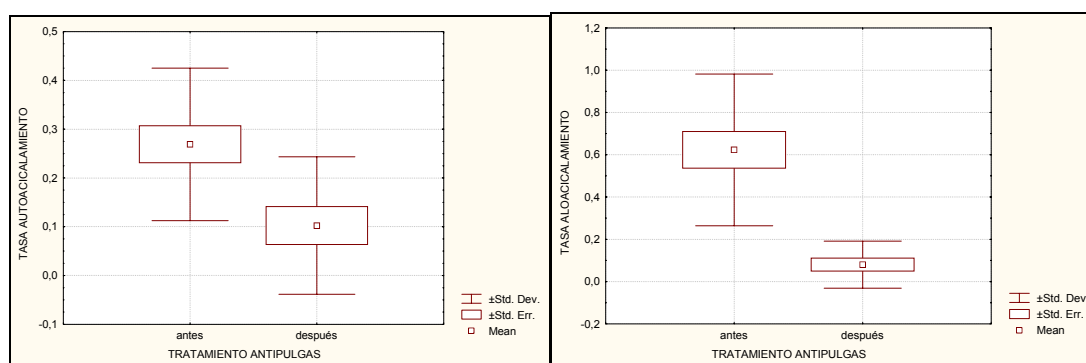 TASA AUTOACICALAMIENTO
0,5
0,4
0,3
0,2
0,1
0,0
-0,1
antes
después
TRATAMIENTO ANTIPULGAS
±Std. Dev.
±Std. Err.
Mean
TASA ALOACICALAMIENTO
1,2
1,0
0,8
0,6
0,4
0,2
0,0
-0,2
antes
después
TRATAMIENTO ANTIPULGAS
±Std. Dev.
±Std. Err.
Mean